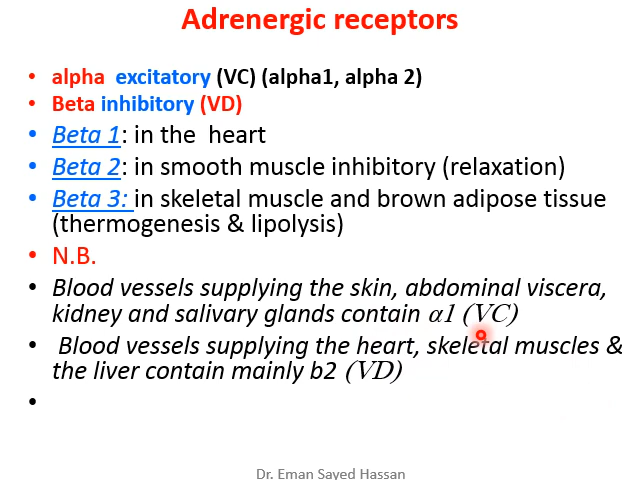 Adrenergic receptors
• alpha excitatory (VC) (alpha1, alpha 2)
• Beta inhibitory (VD)
• Beta 1: in the heart
• Beta 2: in smooth muscle inhibitory (relaxation)
• Beta 3: in skeletal muscle and brown adipose tissue
(thermogenesis & lipolysis)
• N.B.
• Blood vessels supplying the skin, abdominal viscera,
kidney and salivary glands contain α1 (VC)
• Blood vessels supplying the heart, skeletal muscles &
the liver contain mainly b2 (VD)
•
Dr. Eman Sayed Hassan